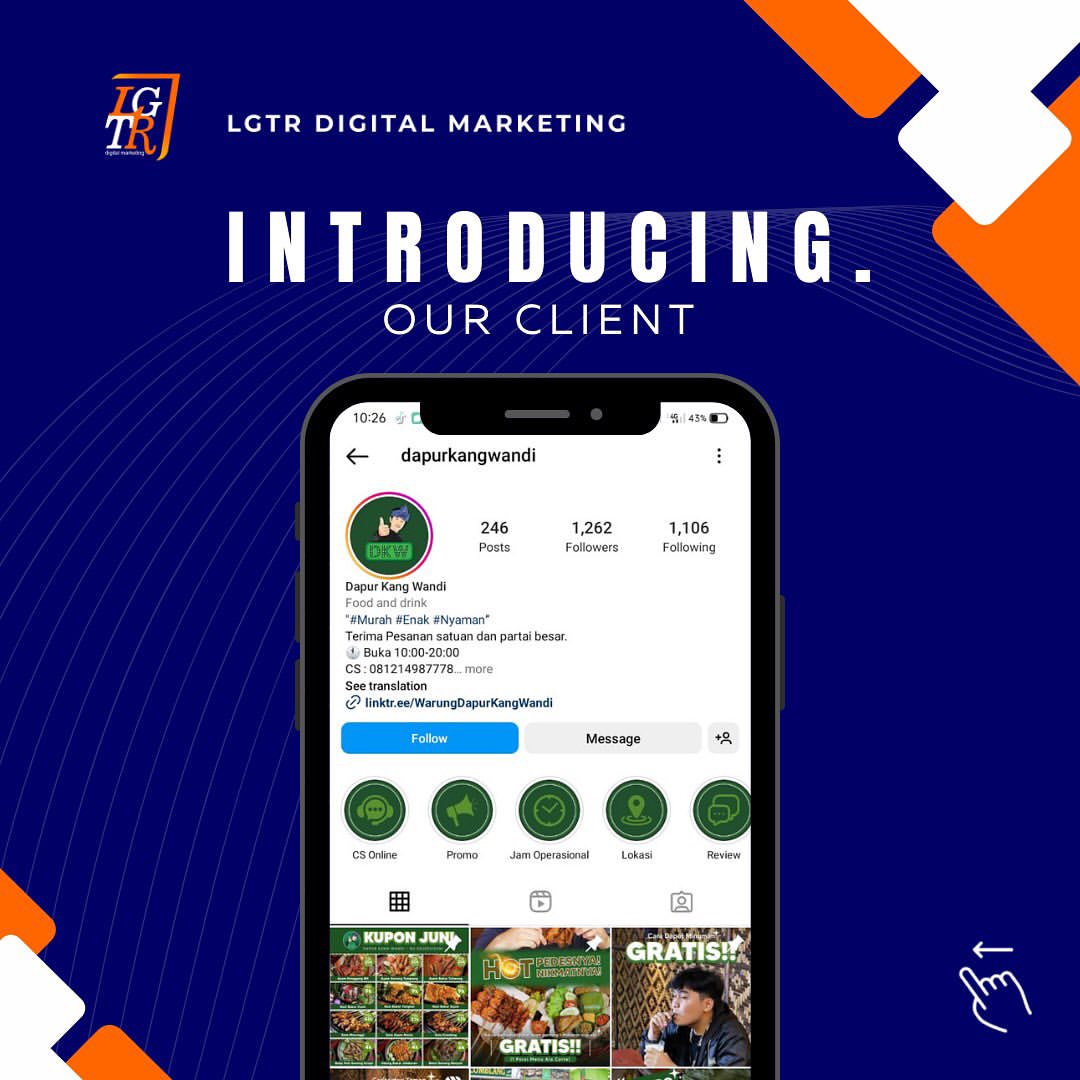 LG
TR
digital marketing
LGTR DIGITAL MARKETING
INTRODUCING.
OUR CLIENT
10:26
4G
43%
dapurkangwandi
DKW
246
1,262
1,106
Posts
Followers
Following
Dapur Kang Wandi
Food and drink
"#Murah #Enak #Nyaman"
Terima Pesanan satuan dan partai besar.
Buka 10:00-20:00
CS : 081214987778... more
See translation
linktr.ee/WarungDapurKangWandi
Follow
Message
CS Online
Promo
Jam Operasional
Lokasi
Review
KUPON JUNI
HOT PEDESNYA!
NIKMATNYA!
GRATIS!!
Cara Dapat Minuman
GRATIS!!